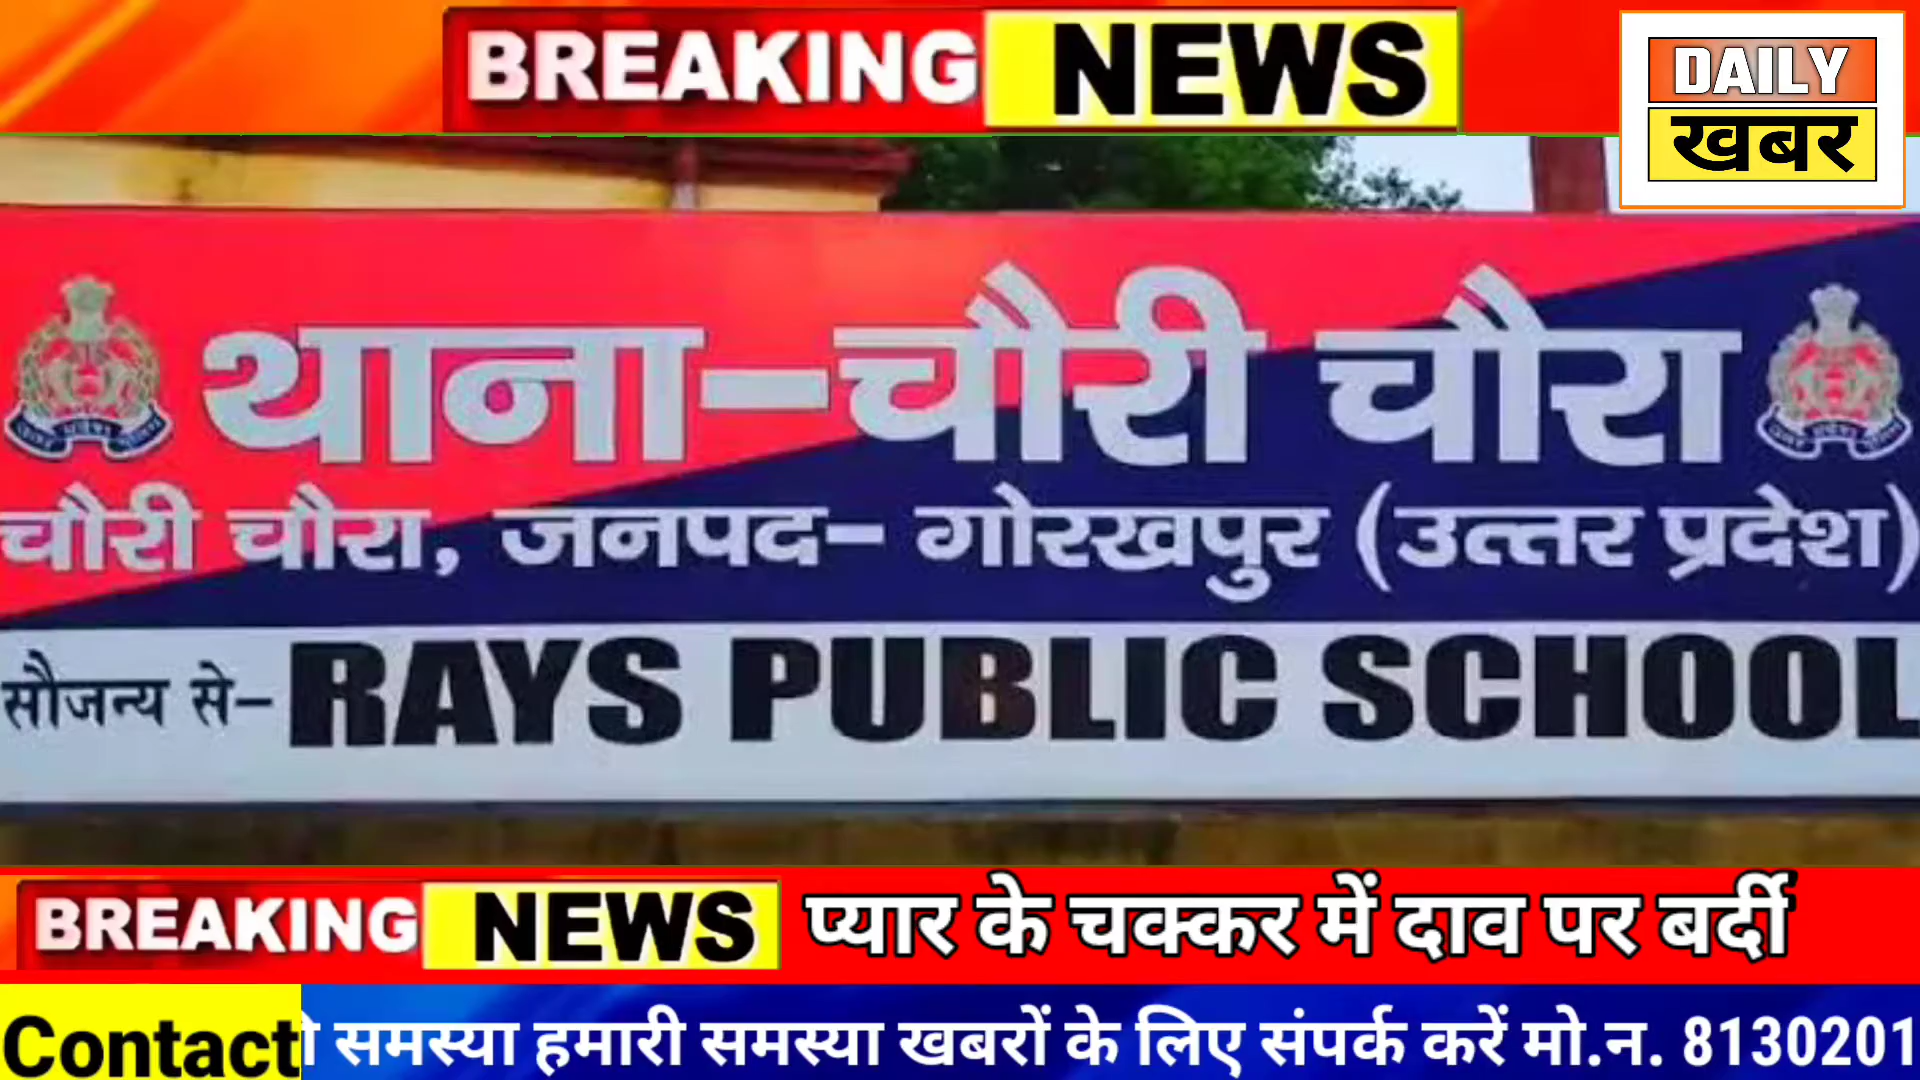 BREAKING NEWS
DAILY
खबर
थाना-चौरी चौरा
चौरी चौरा, जनपद- गोरखपुर (उत्तर प्रदेश)
सौजन्य से- RAYS PUBLIC SCHOOL
BREAKING NEWS प्यार के चक्कर में दाव पर बर्दी
Contact समस्या हमारी समस्या खबरों के लिए संपर्क करें मो.न. 8130201